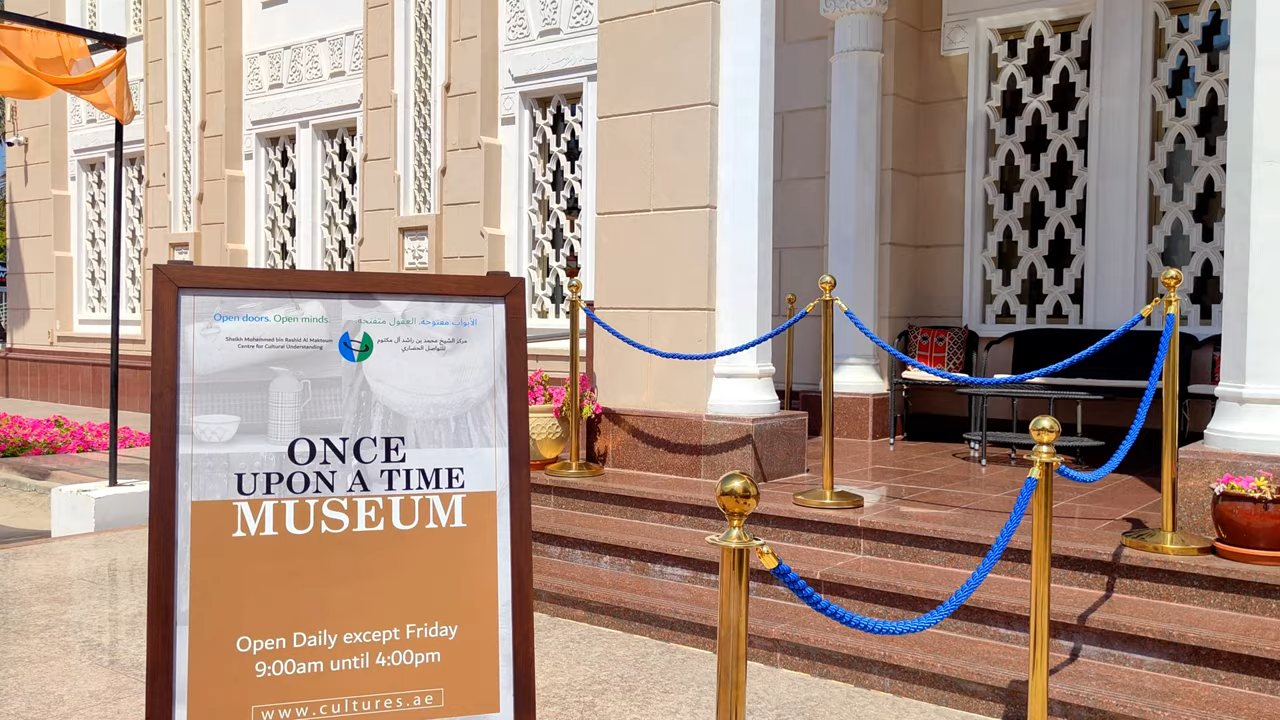 Open doors. Open minds.
الأبواب مفتوحة. العقول متفتحة
Sheikh Mohammed bin Rashid Al Maktoum
Centre for Cultural Understanding
مركز الشيخ محمد بن راشد آل مكتوم
للتواصل الحضاري
ONCE
UPON A TIME
MUSEUM
Open Daily except Friday
9:00am until 4:00pm
www.cultures.ae